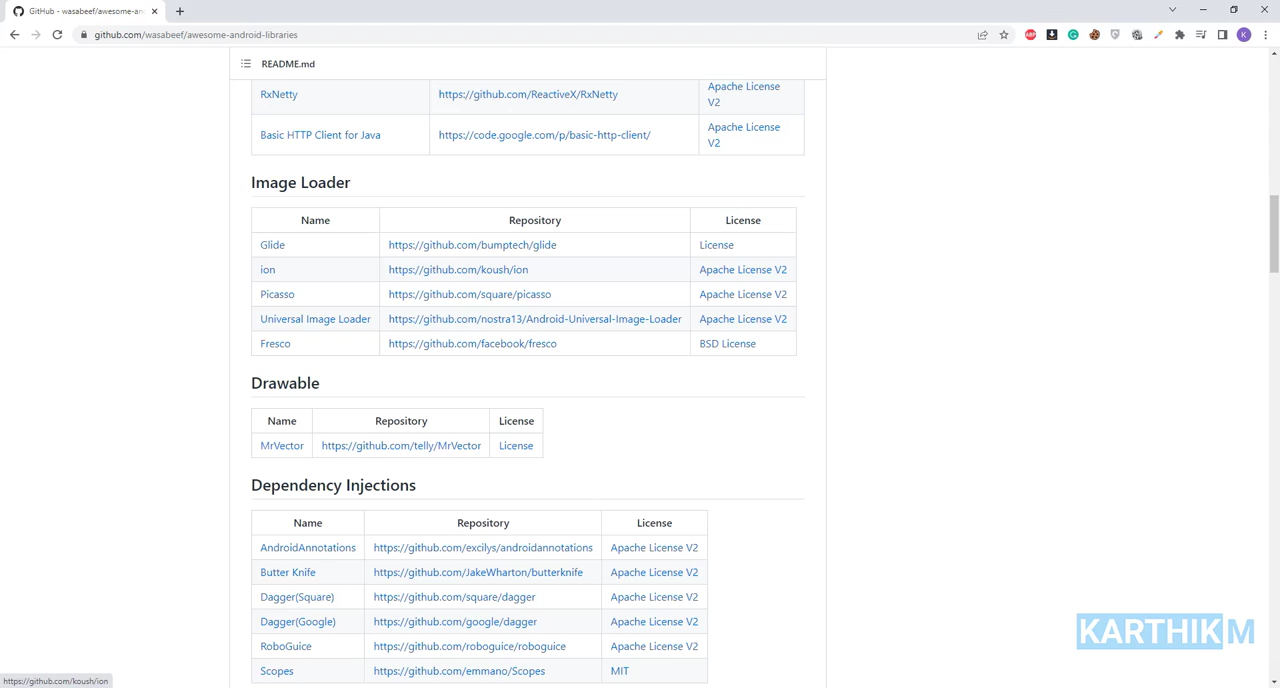 GitHub - wasabeef/awesome-an
github.com/wasabeef/awesome-android-libraries
ABP
K
README.md
RxNetty https://github.com/ReactiveX/RxNetty Apache License V2
Basic HTTP Client for Java https://code.google.com/p/basic-http-client/ Apache License V2
Image Loader
Name Repository License
Glide https://github.com/bumptech/glide License
ion https://github.com/koush/ion Apache License V2
Picasso https://github.com/square/picasso Apache License V2
Universal Image Loader https://github.com/nostra13/Android-Universal-Image-Loader Apache License V2
Fresco https://github.com/facebook/fresco BSD License
Drawable
Name Repository License
MrVector https://github.com/telly/MrVector License
Dependency Injections
Name Repository License
AndroidAnnotations https://github.com/excilys/androidannotations Apache License V2
Butter Knife https://github.com/JakeWharton/butterknife Apache License V2
Dagger(Square) https://github.com/square/dagger Apache License V2
Dagger(Google) https://github.com/google/dagger Apache License V2
RoboGuice https://github.com/roboguice/roboguice Apache License V2
Scopes https://github.com/emmano/Scopes MIT
KARTHIK M
https://github.com/koush/ion